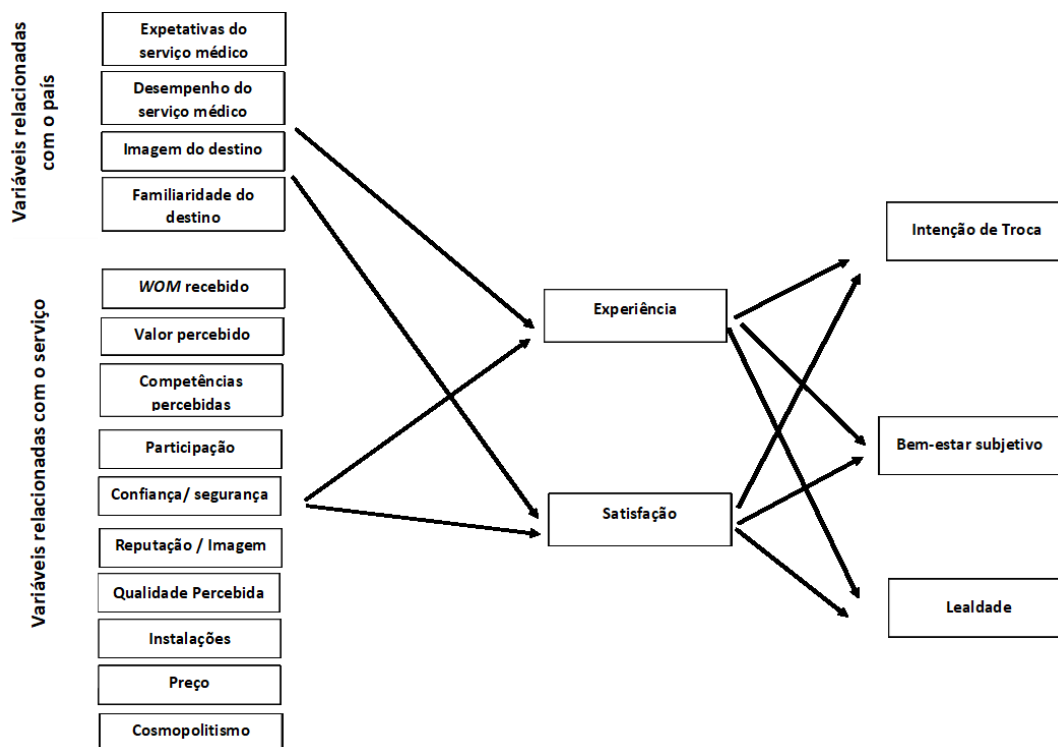 Variáveis relacionadas
com o país
Expetativas do
serviço médico
Desempenho do
serviço médico
Imagem do destino
Familiaridade do
destino
Variáveis relacionadas com o serviço
WOM recebido
Valor percebido
Competências
percebidas
Participação
Confiança/ segurança
Reputação / Imagem
Qualidade Percebida
Instalações
Preço
Cosmopolitismo
Experiência
Satisfação
Intenção de Troca
Bem-estar subjetivo
Lealdade